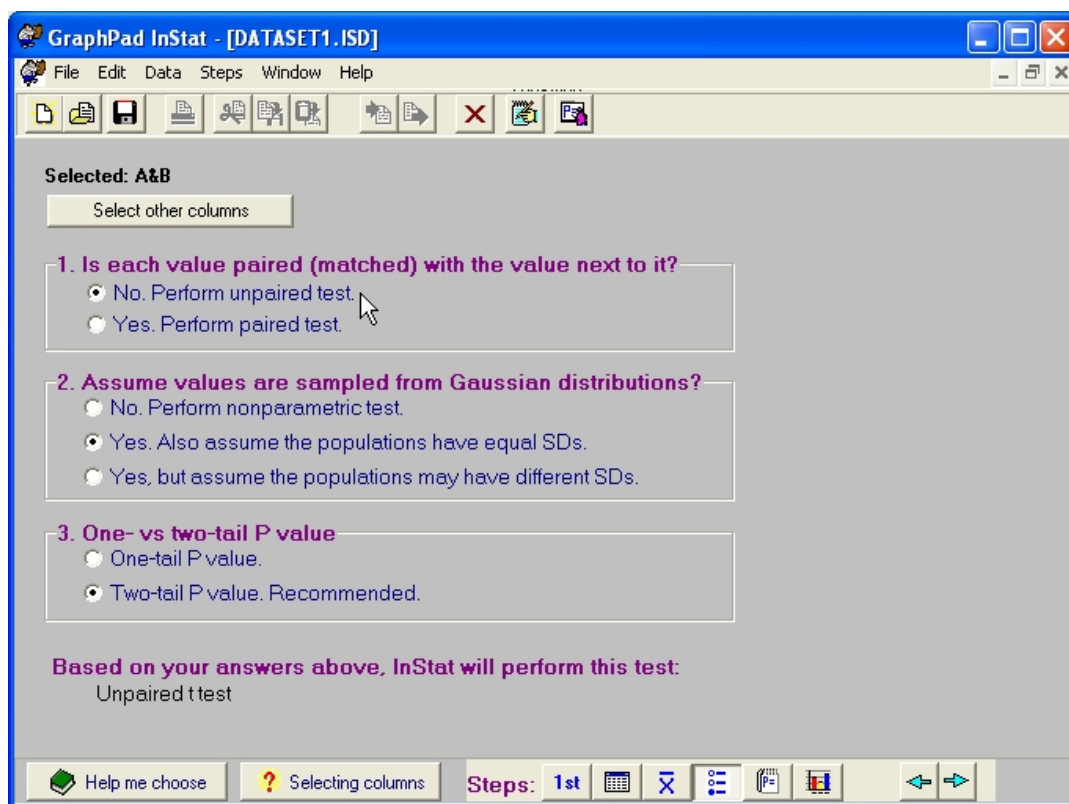 GraphPad InStat - [DATASET1.ISD]
File Edit Data Steps Window Help
Selected: A&B
Select other columns
1. Is each value paired (matched) with the value next to it?
No. Perform unpaired test.
Yes. Perform paired test.
2. Assume values are sampled from Gaussian distributions?
No. Perform nonparametric test.
Yes. Also assume the populations have equal SDs.
Yes, but assume the populations may have different SDs.
3. One- vs two-tail P value
One-tail P value.
Two-tail P value. Recommended.
Based on your answers above, InStat will perform this test:
Unpaired t test
Help me choose ? Selecting columns Steps: 1st x̄ P=